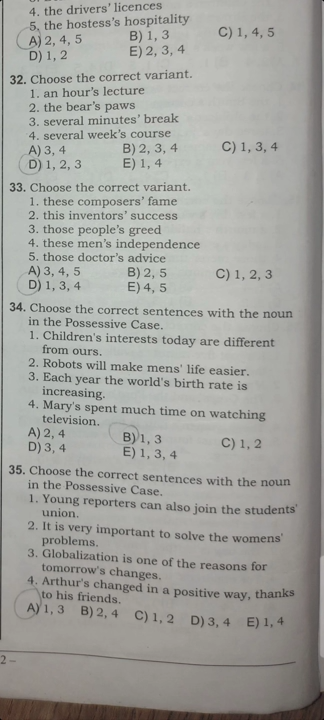 4. the drivers' licences
5. the hostess's hospitality
A) 2, 4, 5 B) 1, 3 C) 1, 4, 5
D) 1, 2 E) 2, 3, 4
32. Choose the correct variant.
1. an hour's lecture
2. the bear's paws
3. several minutes' break
4. several week's course
A) 3, 4 B) 2, 3, 4 C) 1, 3, 4
D) 1, 2, 3 E) 1, 4
33. Choose the correct variant.
1. these composers' fame
2. this inventors' success
3. those people's greed
4. these men's independence
5. those doctor's advice
A) 3, 4, 5 B) 2, 5 C) 1, 2, 3
D) 1, 3, 4 E) 4, 5
34. Choose the correct sentences with the noun
in the Possessive Case.
1. Children's interests today are different
from ours.
2. Robots will make mens' life easier.
3. Each year the world's birth rate is
increasing.
4. Mary's spent much time on watching
television.
A) 2, 4 B) 1, 3 C) 1, 2
D) 3, 4 E) 1, 3, 4
35. Choose the correct sentences with the noun
in the Possessive Case.
1. Young reporters can also join the students'
union.
2. It is very important to solve the womens'
problems.
3. Globalization is one of the reasons for
tomorrow's changes.
4. Arthur's changed in a positive way, thanks
to his friends.
A) 1, 3 B) 2, 4 C) 1, 2 D) 3, 4 E) 1, 4
2 –